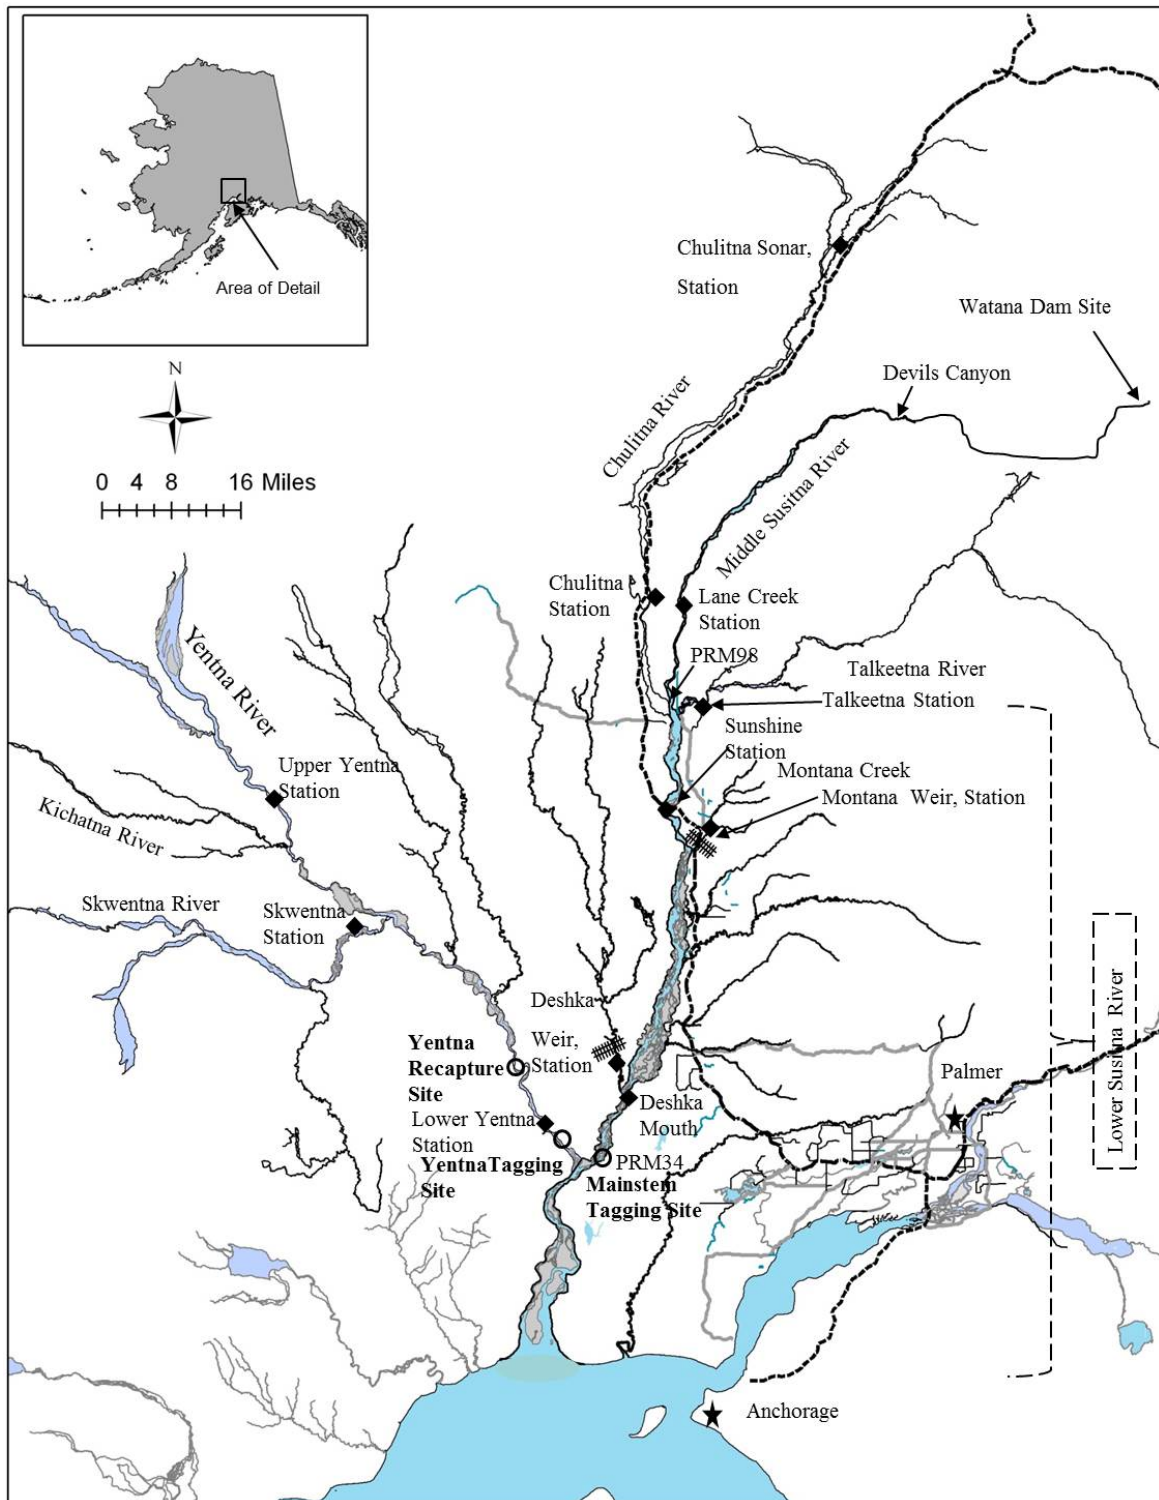 Area of Detail
N
0 4 8 16 Miles
Chulitna Sonar,
Station
Watana Dam Site
Devils Canyon
Chulitna River
Middle Susitna River
Chulitna
Station
Lane Creek
Station
PRM98
Talkeetna River
Talkeetna Station
Sunshine
Station
Montana Creek
Montana Weir, Station
Yentna River
Upper Yentna
Station
Kichatna River
Skwentna River
Skwentna
Station
Deshka
Weir,
Station
Yentna
Recapture
Site
Lower Yentna
Station
YentnaTagging
Site
Deshka
Mouth
PRM34
Mainstem
Tagging Site
Palmer
Lower Susitna River
Anchorage